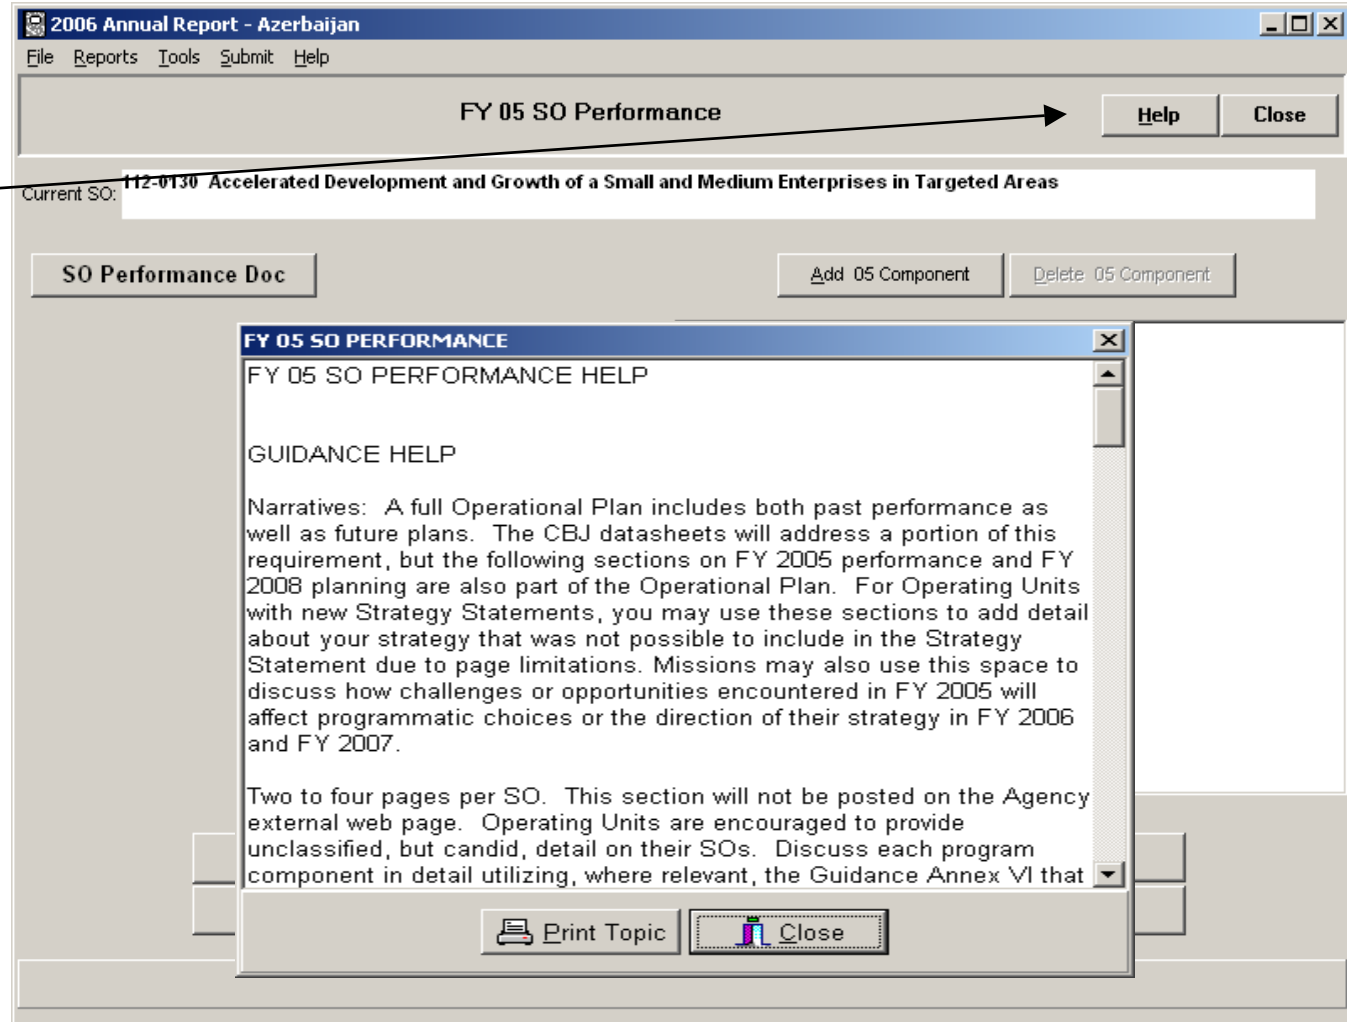 2006 Annual Report - Azerbaijan
File Reports Tools Submit Help
FY 05 SO Performance
Help
Close
Current SO:
112-0130 Accelerated Development and Growth of a Small and Medium Enterprises in Targeted Areas
SO Performance Doc
Add 05 Component
Delete 05 Component
FY 05 SO PERFORMANCE
FY 05 SO PERFORMANCE HELP
GUIDANCE HELP
Narratives: A full Operational Plan includes both past performance as
well as future plans. The CBJ datasheets will address a portion of this
requirement, but the following sections on FY 2005 performance and FY
2008 planning are also part of the Operational Plan. For Operating Units
with new Strategy Statements, you may use these sections to add detail
about your strategy that was not possible to include in the Strategy
Statement due to page limitations. Missions may also use this space to
discuss how challenges or opportunities encountered in FY 2005 will
affect programmatic choices or the direction of their strategy in FY 2006
and FY 2007.
Two to four pages per SO. This section will not be posted on the Agency
external web page. Operating Units are encouraged to provide
unclassified, but candid, detail on their SOs. Discuss each program
component in detail utilizing, where relevant, the Guidance Annex VI that
Print Topic
Close